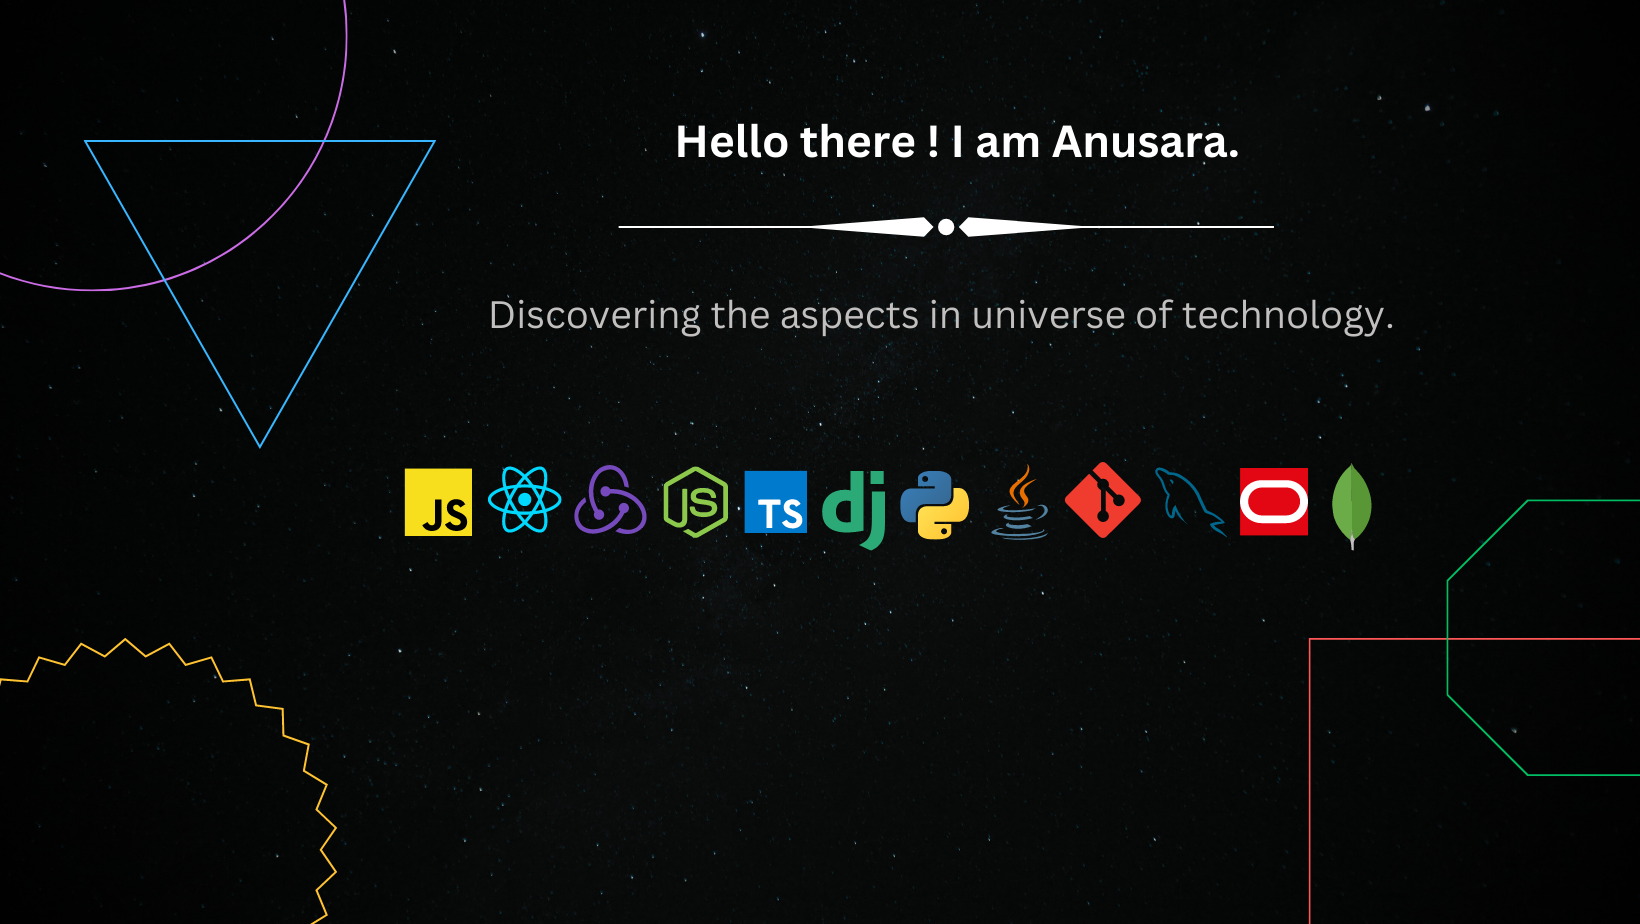 Hello there ! I am Anusara.
Discovering the aspects in universe of technology.
JS JS TS dj